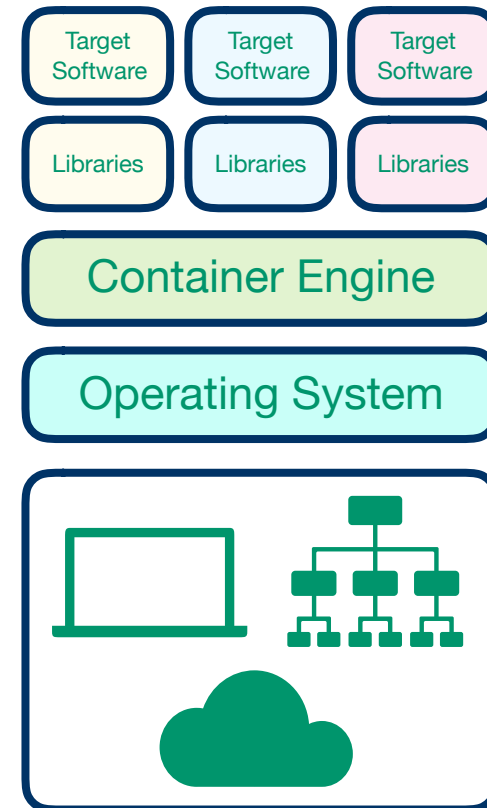 Target
Software
Target
Software
Target
Software
Libraries
Libraries
Libraries
Container Engine
Operating System